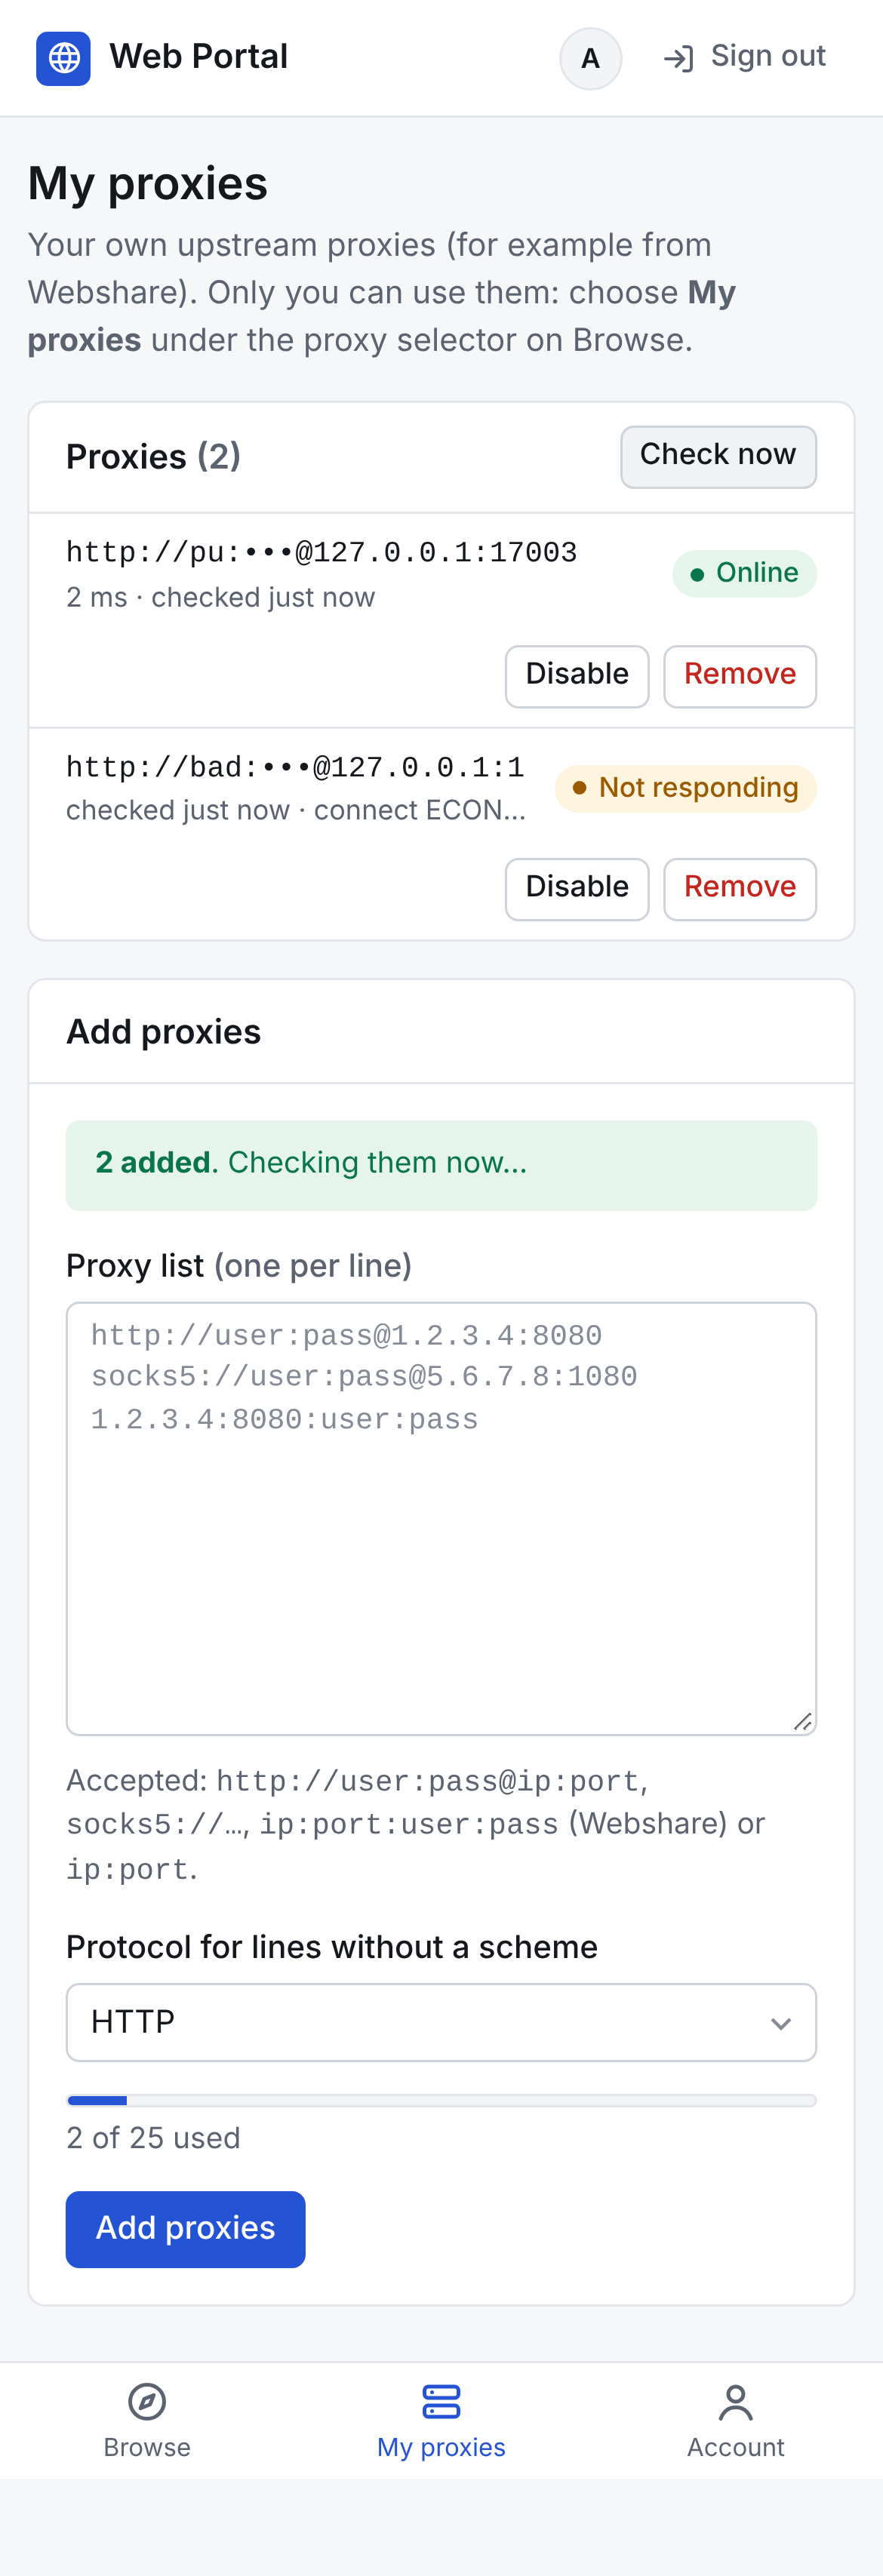 Web Portal
A
Sign out
My proxies
Your own upstream proxies (for example from
Webshare). Only you can use them: choose My
proxies under the proxy selector on Browse.
Proxies (2)
Check now
http://pu:•••@127.0.0.1:17003
2 ms · checked just now
Online
Disable
Remove
http://bad:•••@127.0.0.1:1
checked just now · connect ECON...
Not responding
Disable
Remove
Add proxies
2 added. Checking them now...
Proxy list (one per line)
http://user:pass@1.2.3.4:8080
socks5://user:pass@5.6.7.8:1080
1.2.3.4:8080:user:pass
Accepted: http://user:pass@ip:port,
socks5://…, ip:port:user:pass (Webshare) or
ip:port.
Protocol for lines without a scheme
HTTP
2 of 25 used
Add proxies
Browse
My proxies
Account